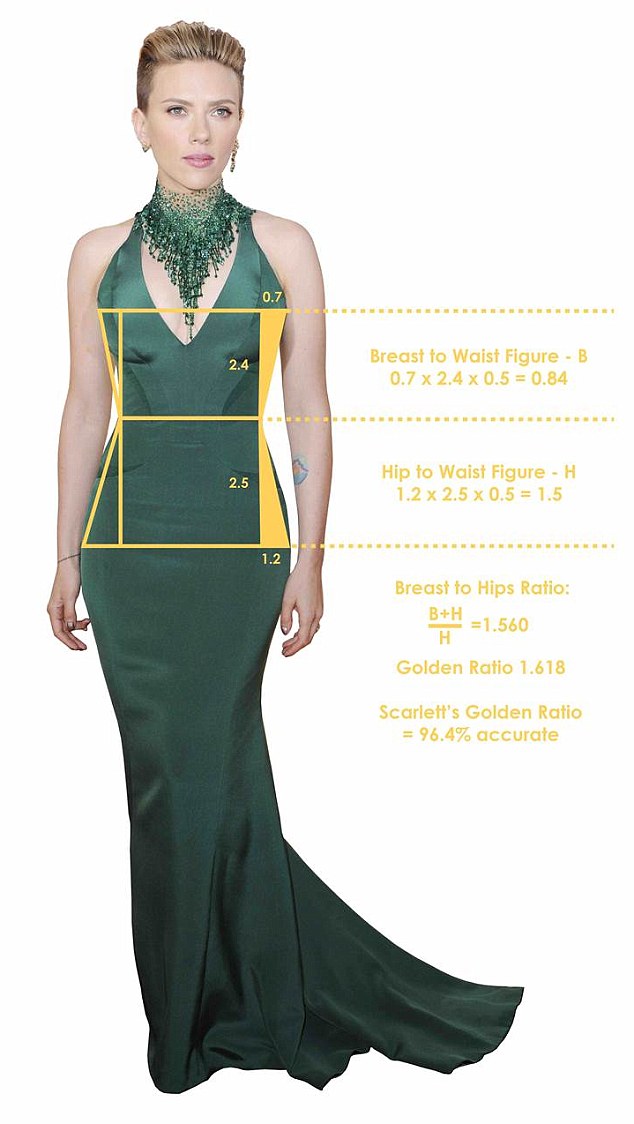 0.7
Breast to Waist Figure - B
2.4
0.7 x 2.4 x 0.5 = 0.84
Hip to Waist Figure - H
2.5
1.2 x 2.5 x 0.5 = 1.5
1.2
Breast to Hips Ratio:
B+H
H
=1.560
Golden Ratio 1.618
Scarlett's Golden Ratio
= 96.4% accurate